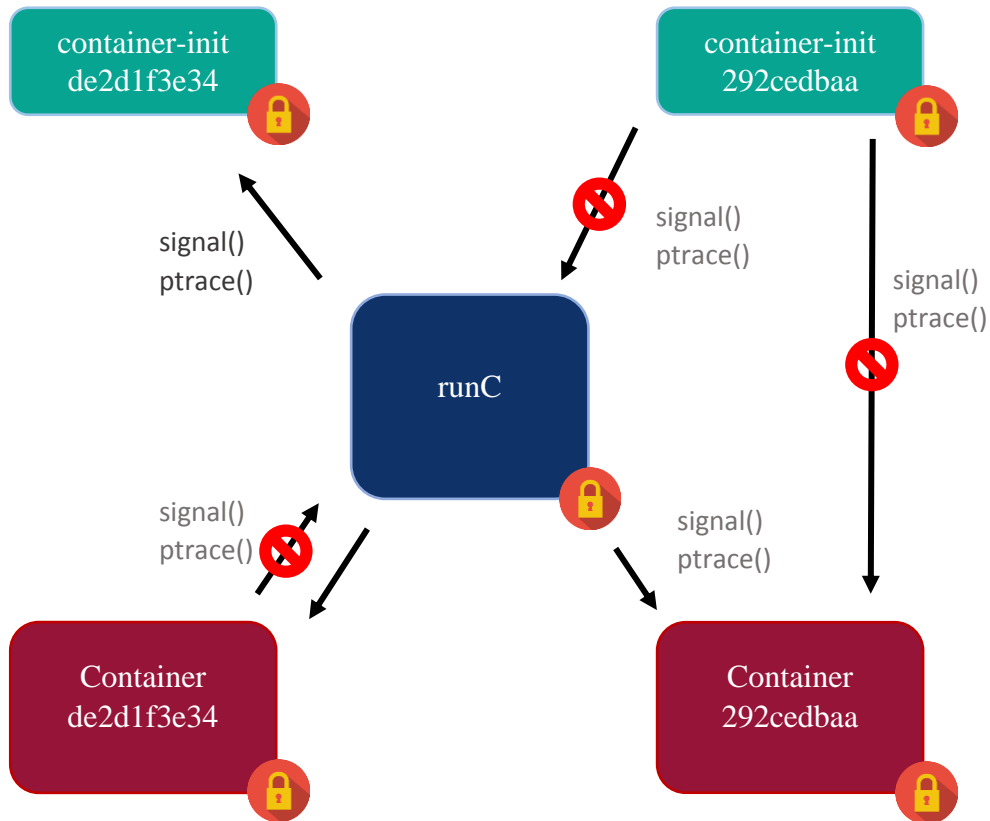 container-init
de2d1f3e34
container-init
292cedbaa
signal()
ptrace()
signal()
ptrace()
signal()
ptrace()
runC
signal()
ptrace()
signal()
ptrace()
Container
de2d1f3e34
Container
292cedbaa